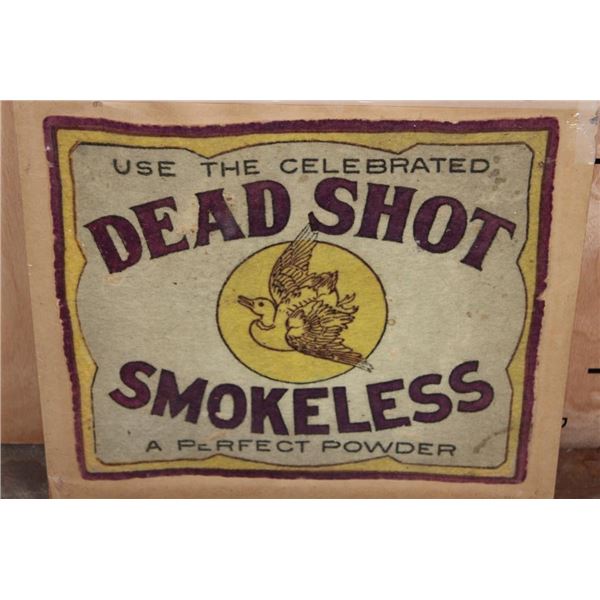 USE THE CELEBRATED
DEAD SHOT
SMOKELESS
A PERFECT POWDER